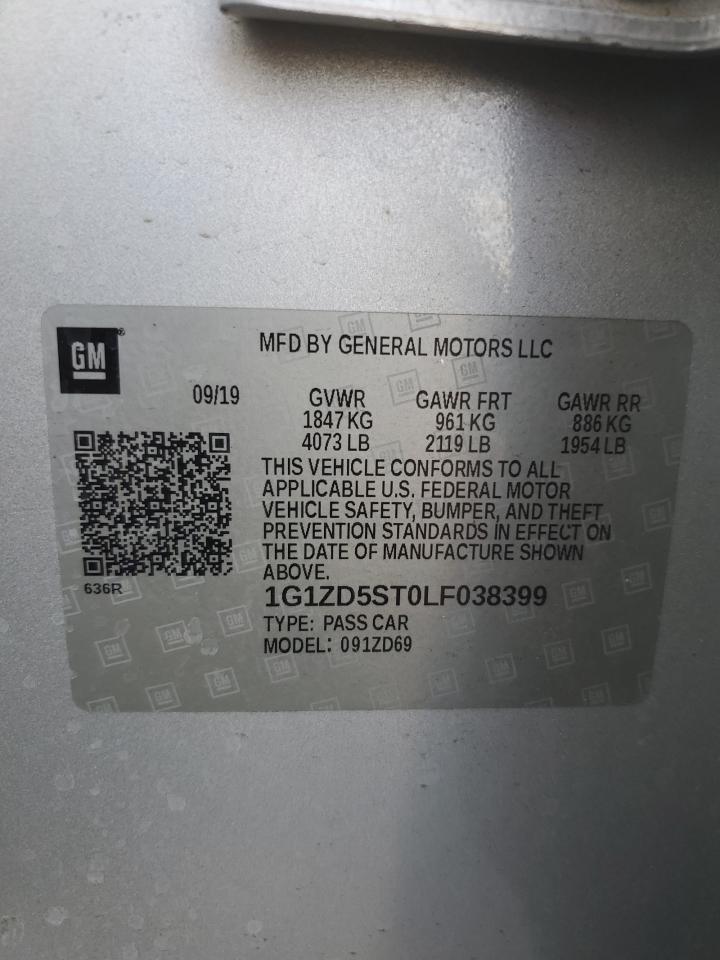 GM
MFD BY GENERAL MOTORS LLC
09/19 GVWR GAWR FRT GAWR RR
1847 KG 961 KG 886 KG
4073 LB 2119 LB 1954 LB
THIS VEHICLE CONFORMS TO ALL
APPLICABLE U.S. FEDERAL MOTOR
VEHICLE SAFETY, BUMPER, AND THEFT
PREVENTION STANDARDS IN EFFECT ON
THE DATE OF MANUFACTURE SHOWN
ABOVE.
636R
1G1ZD5ST0LF038399
TYPE: PASS CAR
MODEL: 091ZD69